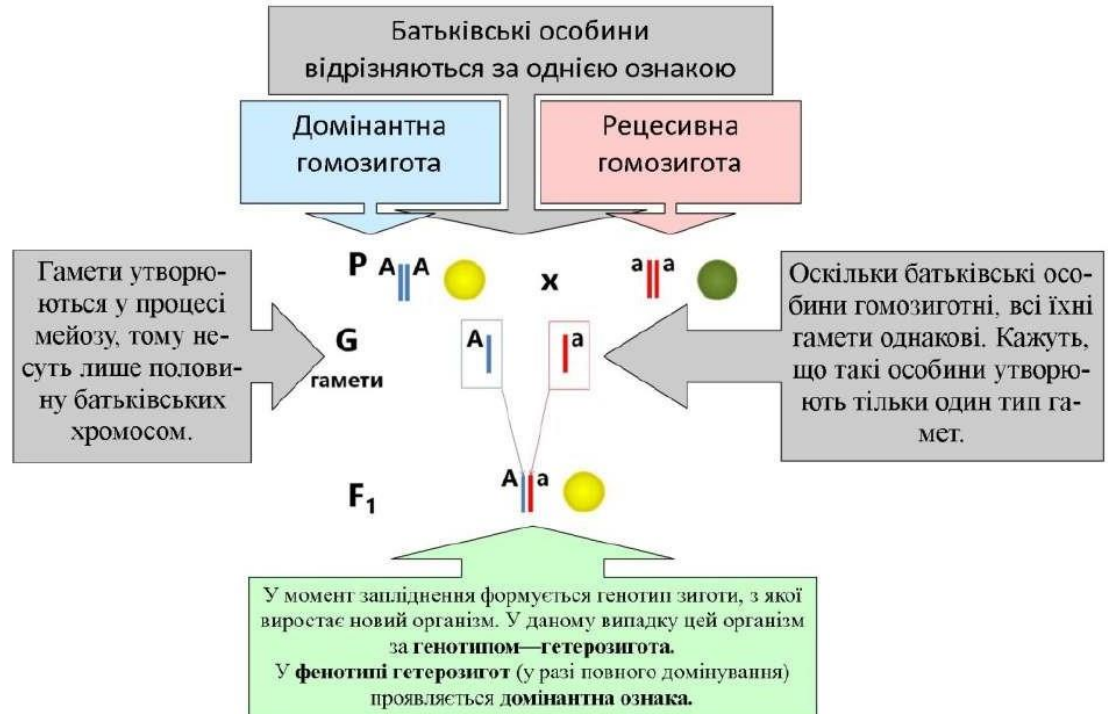 Батьківські особини
відрізняються за однією ознакою
Домінантна
гомозигота
Рецесивна
гомозигота
P A A x a a
Гамети утворю-
ються у процесі
мейозу, тому не-
суть лише полови-
ну батьківських
хромосом.
G
гамети
A a
Оскільки батьківські осо-
бини гомозиготні, всі їхні
гамети однакові. Кажуть,
що такі особини утворю-
ють тільки один тип га-
мет.
F₁ A a
У момент запліднення формується генотип зиготи, з якої
виростає новий організм. У даному випадку цей організм
за генотипом—гетерозигота.
У фенотипі гетерозигот (у разі повного домінування)
проявляється домінантна ознака.